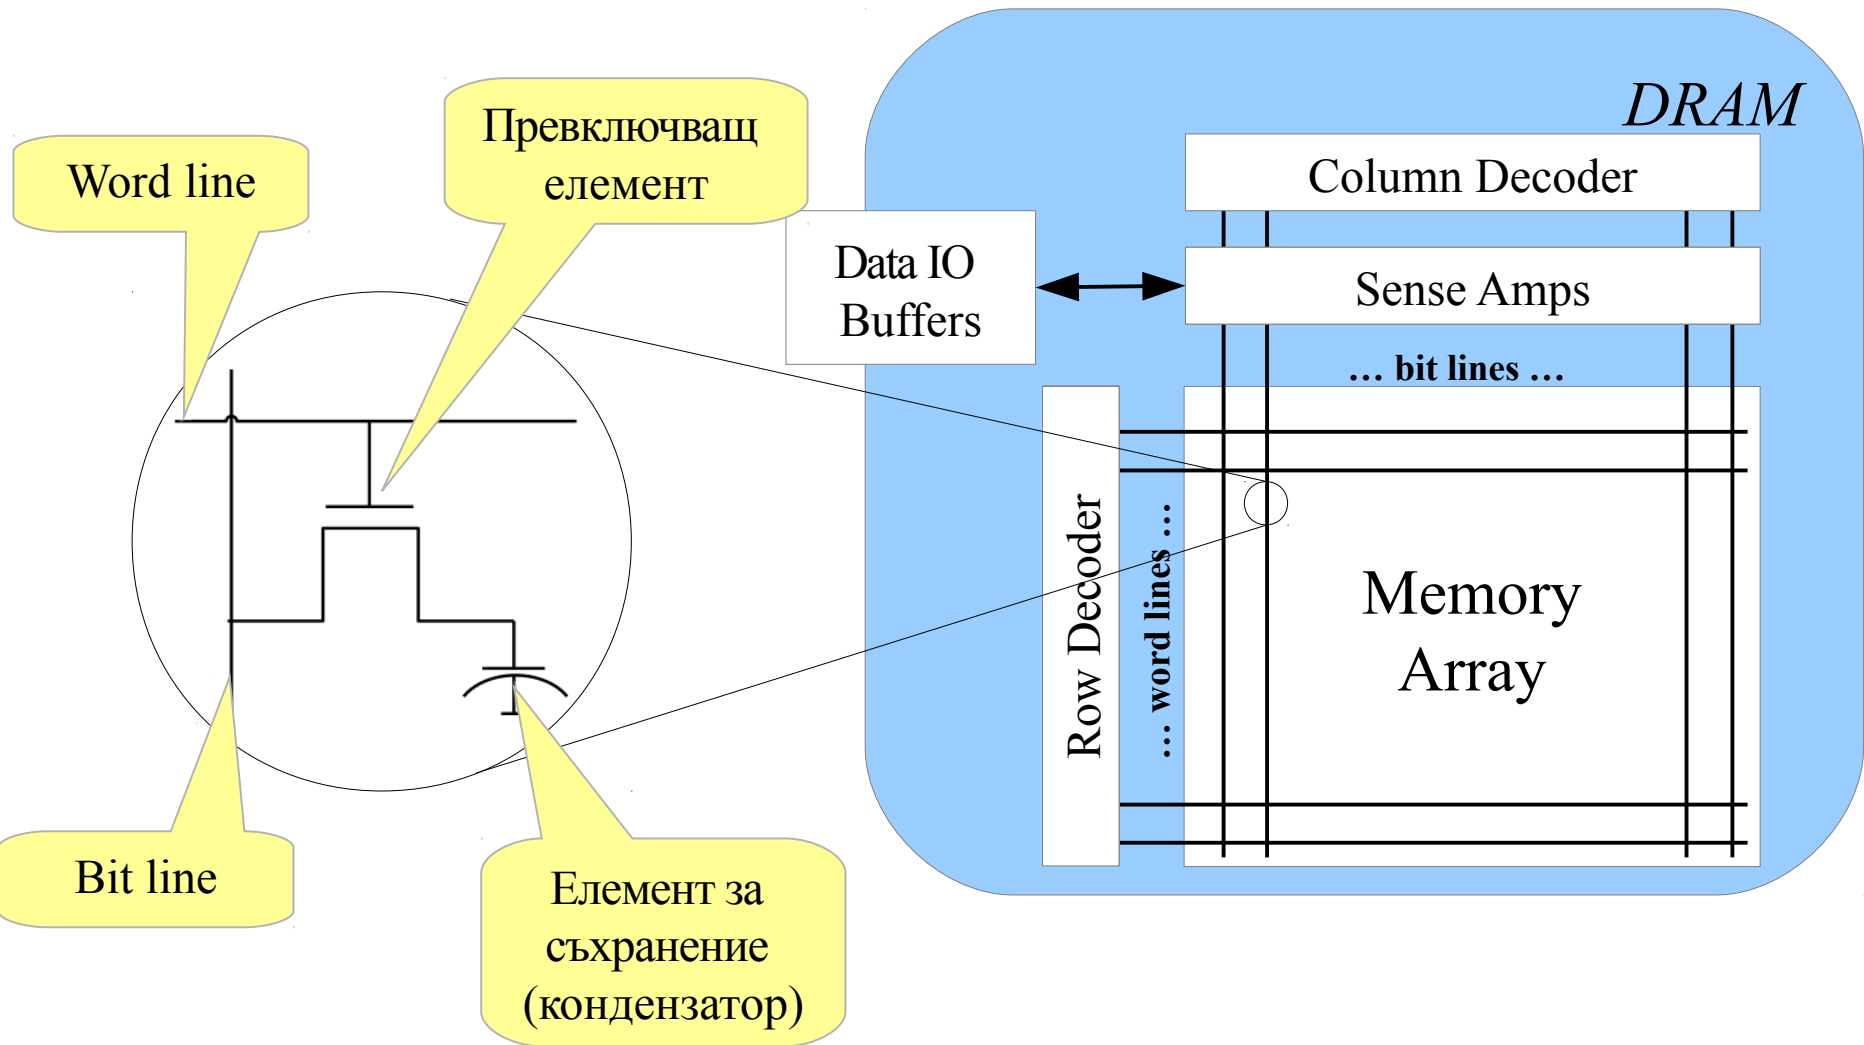 Word line
Превключващ
елемент
DRAM
Column Decoder
Data IO
Buffers
Sense Amps
… bit lines …
Row Decoder
… word lines …
Memory
Array
Bit line
Елемент за
съхранение
(кондензатор)